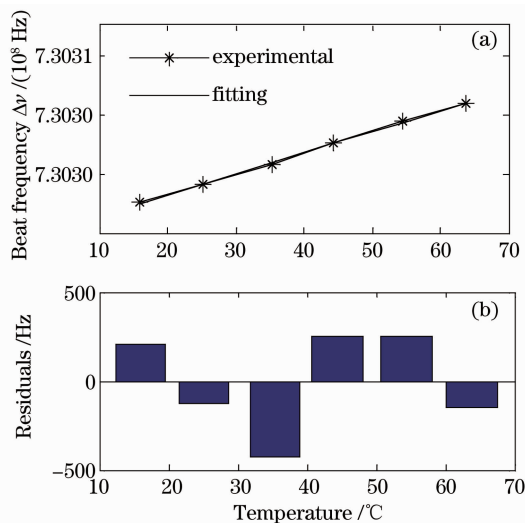 (a)
Beat frequency Δν /(10⁸ Hz)
7.3031
7.3030
7.3030
experimental
fitting
10 20 30 40 50 60 70
(b)
Residuals /Hz
500
0
−500
10 20 30 40 50 60 70
Temperature /℃